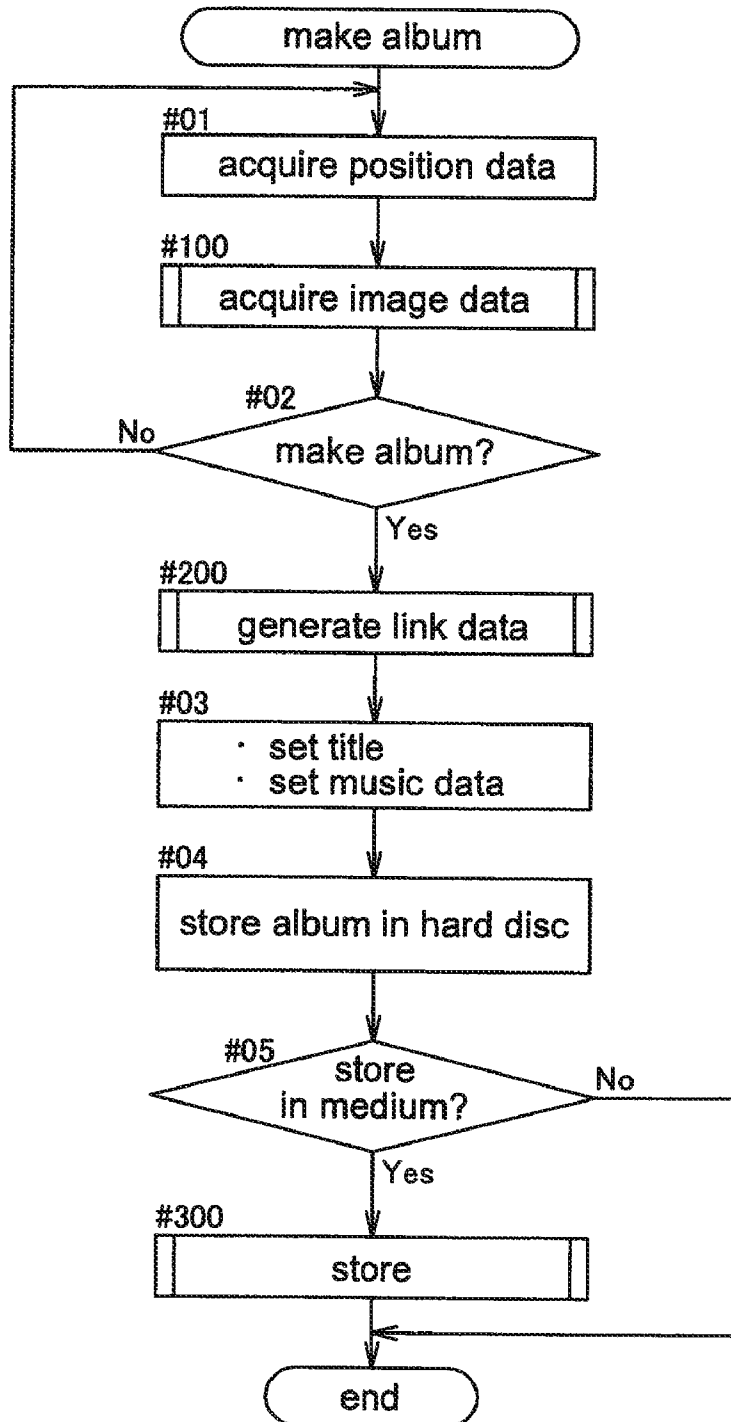 make album
#01
acquire position data
#100
acquire image data
#02
No
make album?
Yes
#200
generate link data
#03
· set title
· set music data
#04
store album in hard disc
#05
store
in medium?
No
Yes
#300
store
end